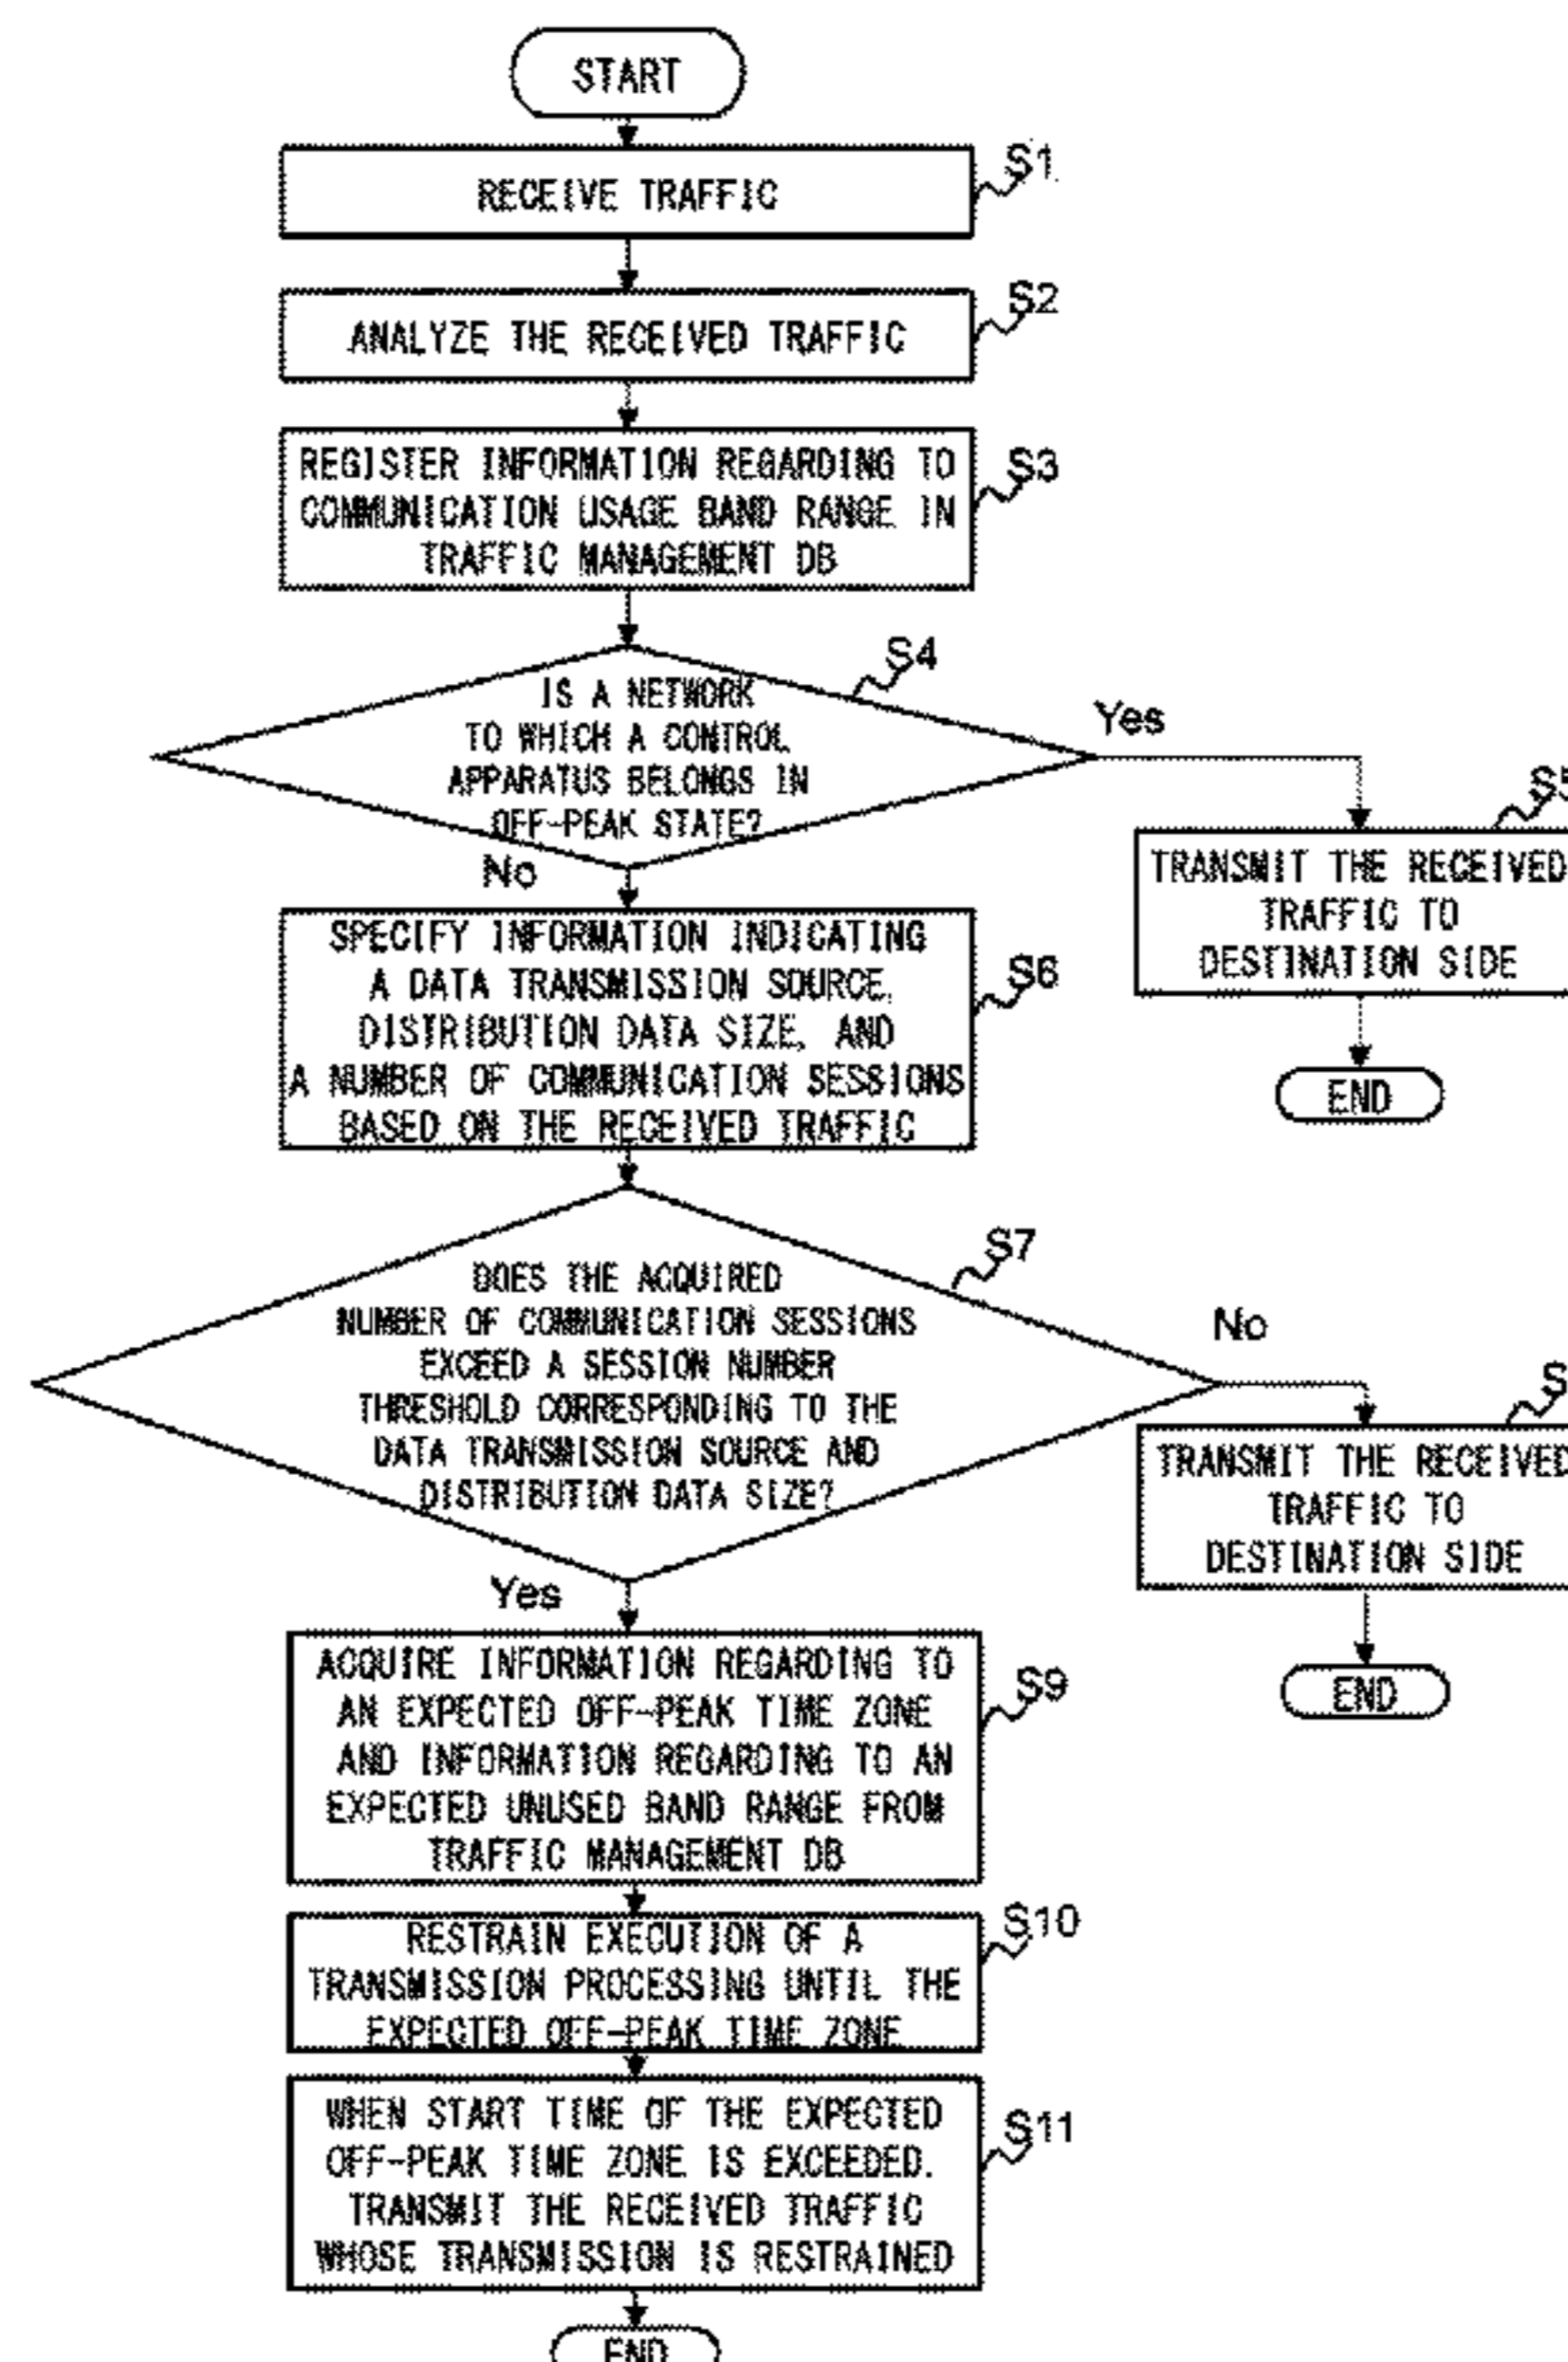 START
RECEIVE TRAFFIC
S1
ANALYZE THE RECEIVED TRAFFIC
S2
REGISTER INFORMATION REGARDING TO
COMMUNICATION USAGE BAND RANGE IN
TRAFFIC MANAGEMENT DB
S3
IS A NETWORK
TO WHICH A CONTROL
APPARATUS BELONGS IN
OFF-PEAK STATE?
S4
Yes
No
S5
TRANSMIT THE RECEIVED
TRAFFIC TO
DESTINATION SIDE
END
SPECIFY INFORMATION INDICATING
A DATA TRANSMISSION SOURCE,
DISTRIBUTION DATA SIZE, AND
A NUMBER OF COMMUNICATION SESSIONS
BASED ON THE RECEIVED TRAFFIC
S6
DOES THE ACQUIRED
NUMBER OF COMMUNICATION SESSIONS
EXCEED A SESSION NUMBER
THRESHOLD CORRESPONDING TO THE
DATA TRANSMISSION SOURCE AND
DISTRIBUTION DATA SIZE?
S7
No
Yes
S
TRANSMIT THE RECEIVED
TRAFFIC TO
DESTINATION SIDE
END
ACQUIRE INFORMATION REGARDING TO
AN EXPECTED OFF-PEAK TIME ZONE
AND INFORMATION REGARDING TO AN
EXPECTED UNUSED BAND RANGE FROM
TRAFFIC MANAGEMENT DB
S9
RESTRAIN EXECUTION OF A
TRANSMISSION PROCESSING UNTIL THE
EXPECTED OFF-PEAK TIME ZONE
S10
WHEN START TIME OF THE EXPECTED
OFF-PEAK TIME ZONE IS EXCEEDED,
TRANSMIT THE RECEIVED TRAFFIC
WHOSE TRANSMISSION IS RESTRAINED
S11
END